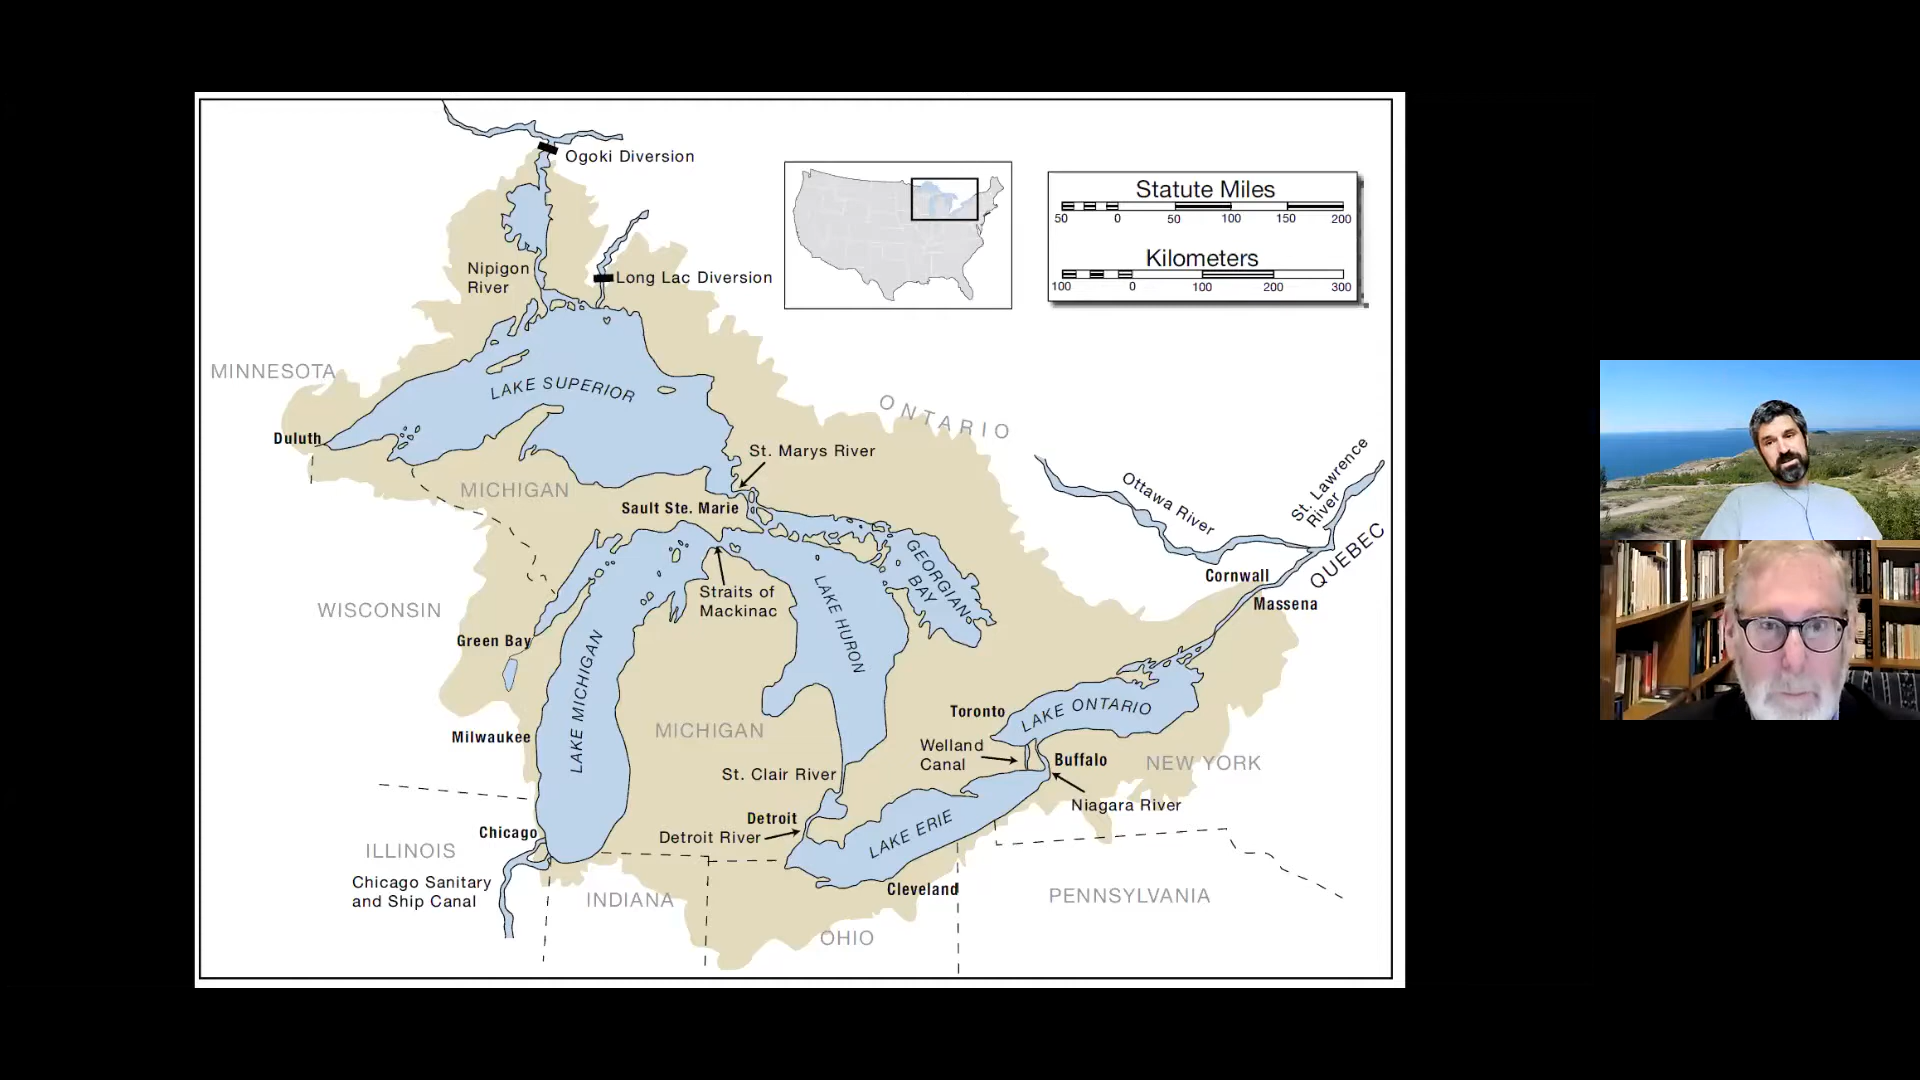 Ogoki Diversion
Statute Miles
50 0 50 100 150 200
Kilometers
100 0 100 200 300
Nipigon
River
Long Lac Diversion
MINNESOTA
LAKE SUPERIOR
ONTARIO
Duluth
St. Marys River
MICHIGAN
Sault Ste. Marie
Ottawa River
St. Lawrence
River
QUEBEC
GEORGIAN
BAY
Cornwall
Massena
Straits of
Mackinac
LAKE HURON
WISCONSIN
Green Bay
LAKE MICHIGAN
Toronto
LAKE ONTARIO
Milwaukee
MICHIGAN
Welland
Canal
Buffalo
NEW YORK
St. Clair River
Niagara River
Detroit
Detroit River
LAKE ERIE
Chicago
ILLINOIS
Chicago Sanitary
and Ship Canal
INDIANA
Cleveland
PENNSYLVANIA
OHIO